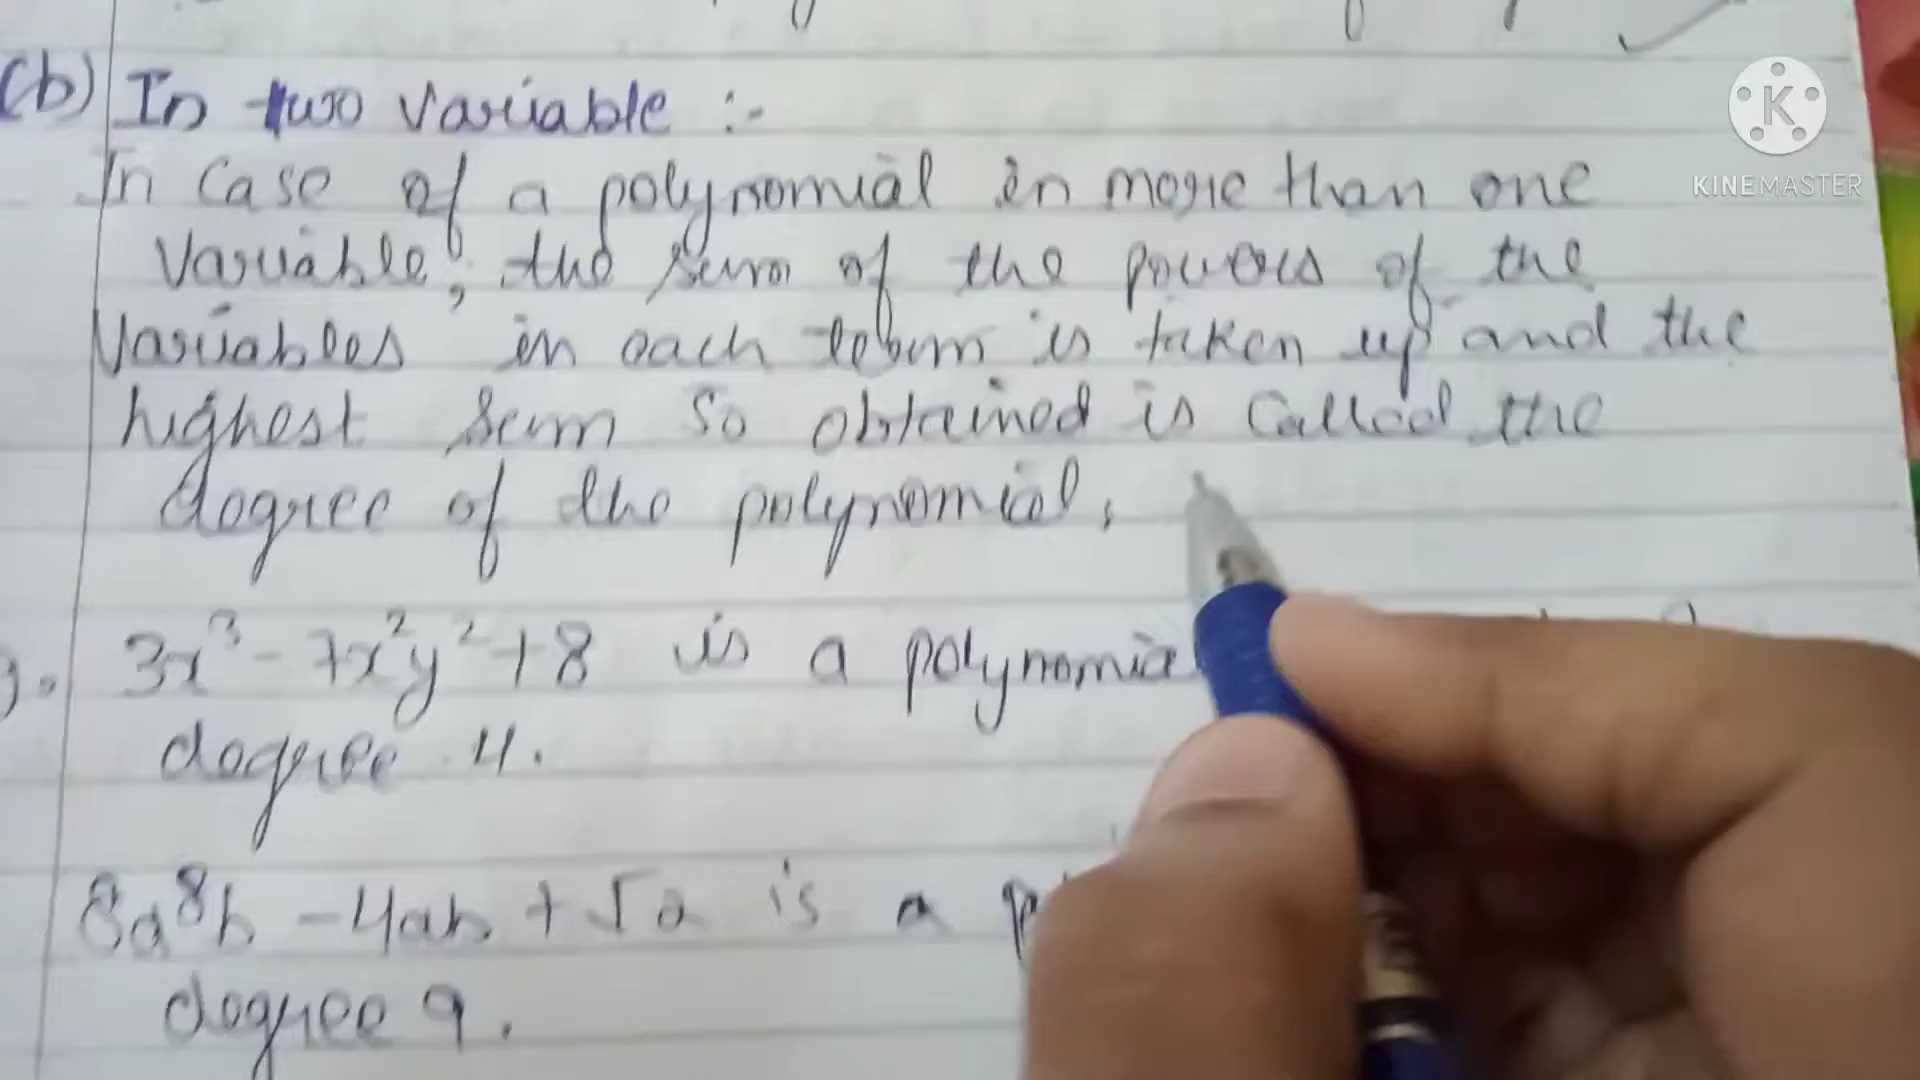 (b) In two variable :-
KINEMASTER
In case of a polynomial in more than one
variable, the sum of the powers of the
variables in each term is taken up and the
highest sum so obtained is called the
degree of the polynomial.
3x³ - 7x²y² + 8 is a
degree 4.
8a⁸b - 4ab + √2 is a
degree 9.